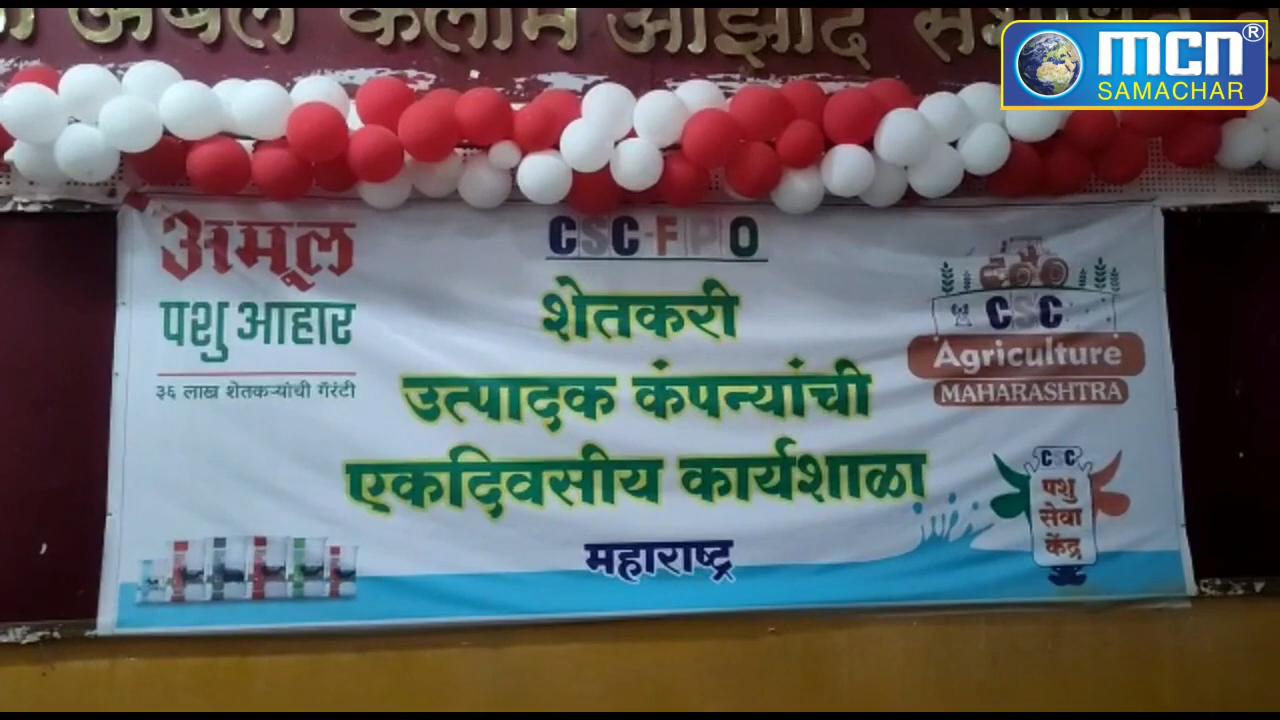 अबुल कलाम आझाद
mcn®
SAMACHAR
अमूल
पशु आहार
३६ लाख शेतकऱ्यांची गॅरंटी
CSC-FPO
शेतकरी
उत्पादक कंपन्यांची
एकदिवसीय कार्यशाळा
महाराष्ट्र
CSC
Agriculture
MAHARASHTRA
CSC
पशु
सेवा
केंद्र